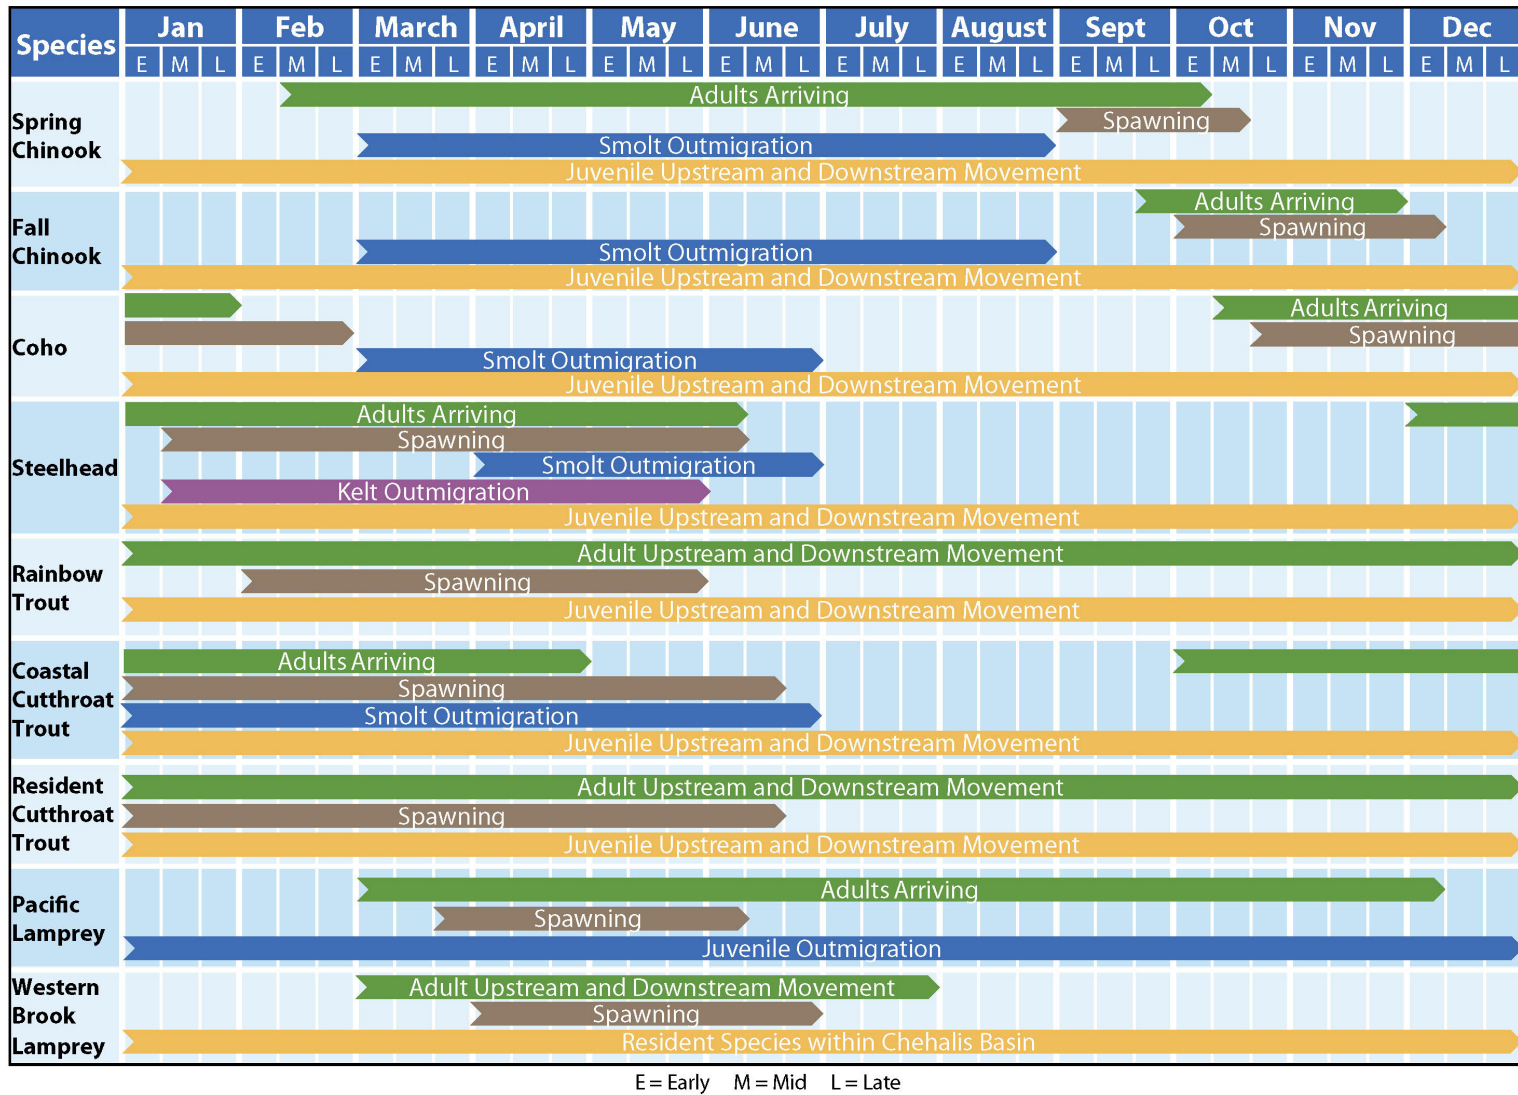 Species Jan Feb March April May June July August Sept Oct Nov Dec
E M L E M L E M L E M L E M L E M L E M L E M L E M L E M L E M L E M L
Spring
Chinook
Adults Arriving
Spawning
Smolt Outmigration
Juvenile Upstream and Downstream Movement
Fall
Chinook
Adults Arriving
Spawning
Smolt Outmigration
Juvenile Upstream and Downstream Movement
Coho
Adults Arriving
Spawning
Smolt Outmigration
Juvenile Upstream and Downstream Movement
Steelhead
Adults Arriving
Spawning
Smolt Outmigration
Kelt Outmigration
Juvenile Upstream and Downstream Movement
Rainbow
Trout
Adult Upstream and Downstream Movement
Spawning
Juvenile Upstream and Downstream Movement
Coastal
Cutthroat
Trout
Adults Arriving
Spawning
Smolt Outmigration
Juvenile Upstream and Downstream Movement
Resident
Cutthroat
Trout
Adult Upstream and Downstream Movement
Spawning
Juvenile Upstream and Downstream Movement
Pacific
Lamprey
Adults Arriving
Spawning
Juvenile Outmigration
Western
Brook
Lamprey
Adult Upstream and Downstream Movement
Spawning
Resident Species within Chehalis Basin
E = Early M = Mid L = Late